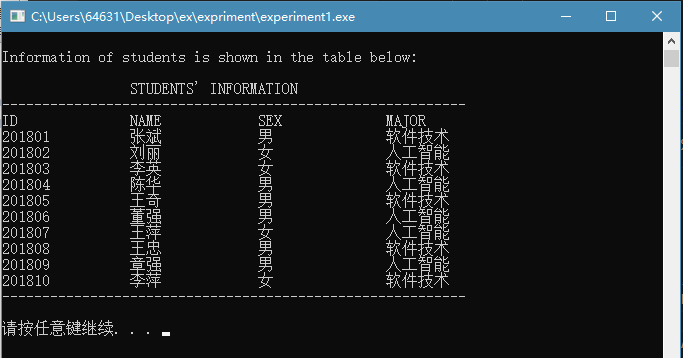 C:\Users\64631\Desktop\ex\expriment\experiment1.exe
Information of students is shown in the table below:
STUDENTS' INFORMATION
----------------------------------------------------------
ID NAME SEX MAJOR
201801 张斌 男 软件技术
201802 刘丽 女 人工智能
201803 李英 女 软件技术
201804 陈华 男 人工智能
201805 王奇 男 软件技术
201806 董强 男 人工智能
201807 王萍 女 人工智能
201808 王忠 男 软件技术
201809 章强 男 人工智能
201810 李萍 女 软件技术
----------------------------------------------------------
请按任意键继续. . .